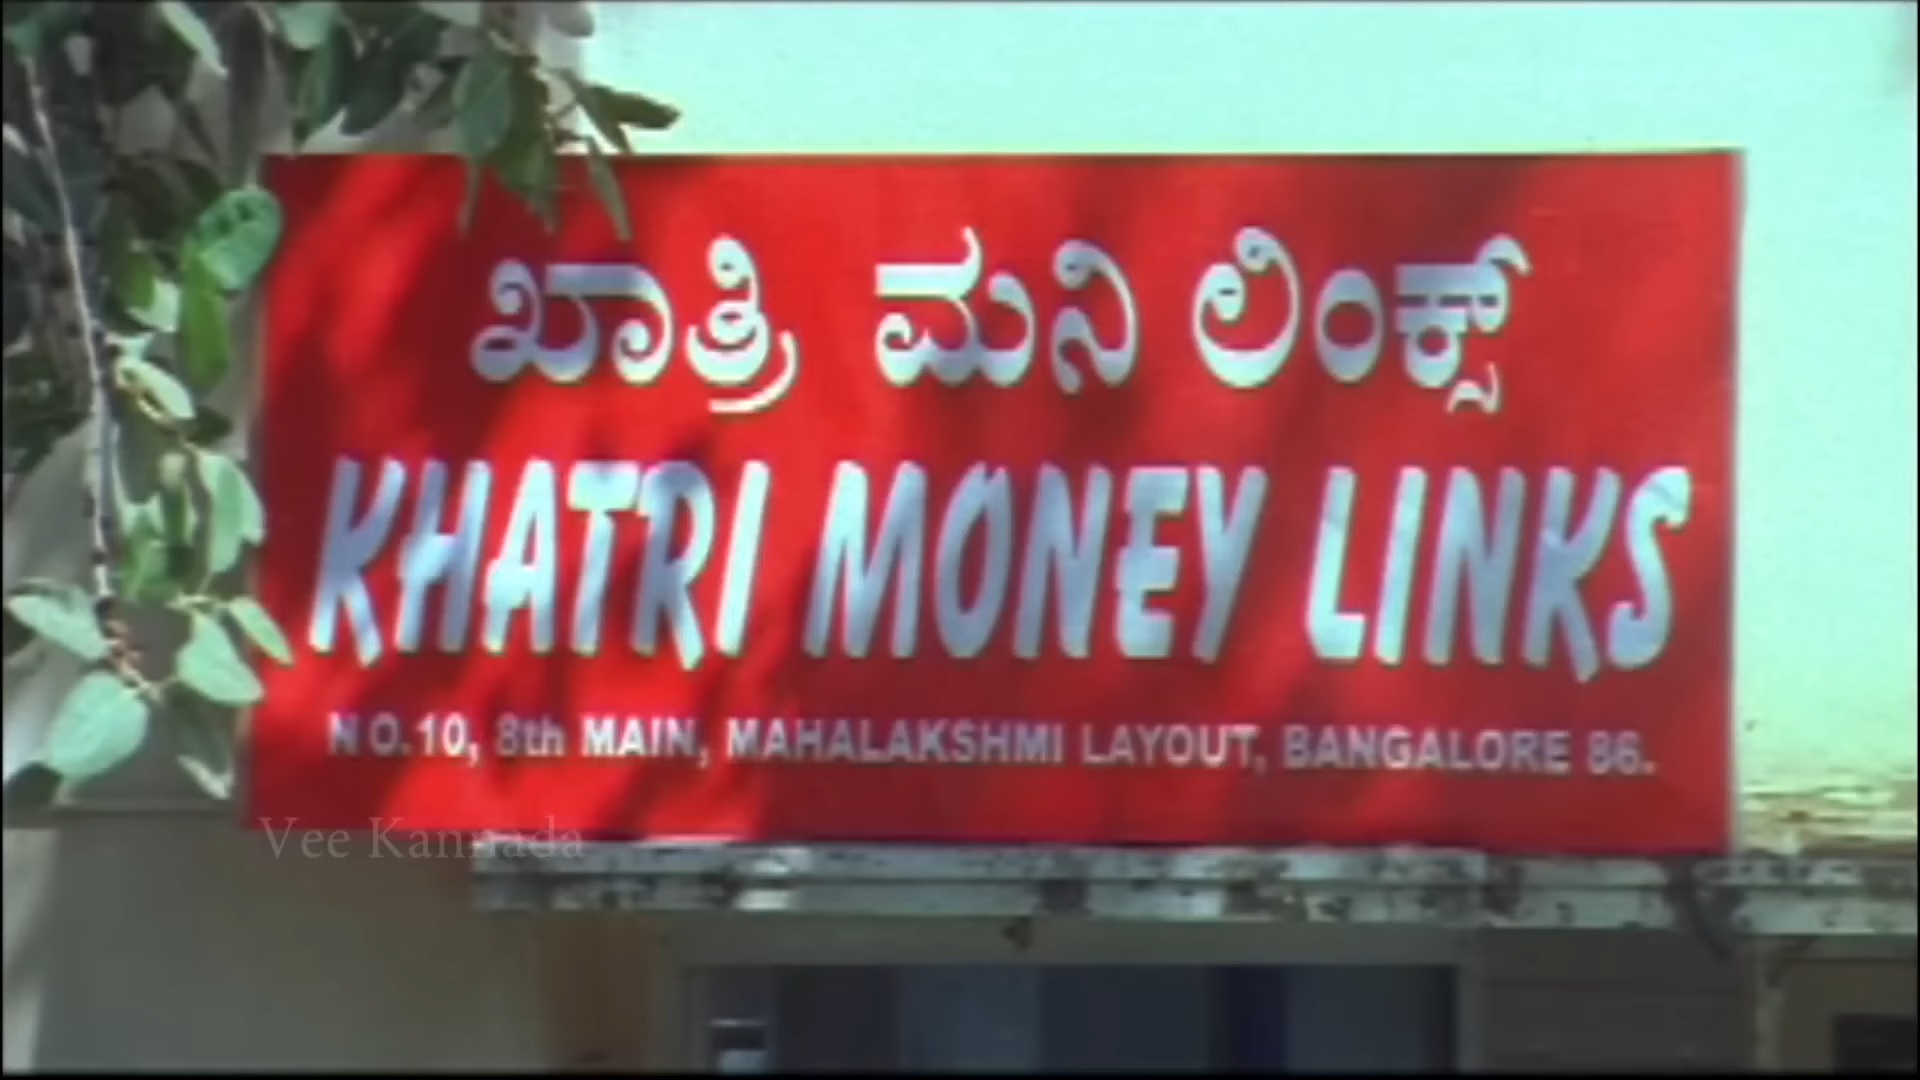 ಖಾತ್ರಿ ಮನಿ ಲಿಂಕ್ಸ್
KHATRI MONEY LINKS
NO.10, 8th MAIN, MAHALAKSHMI LAYOUT, BANGALORE 86.
Vee Kannada